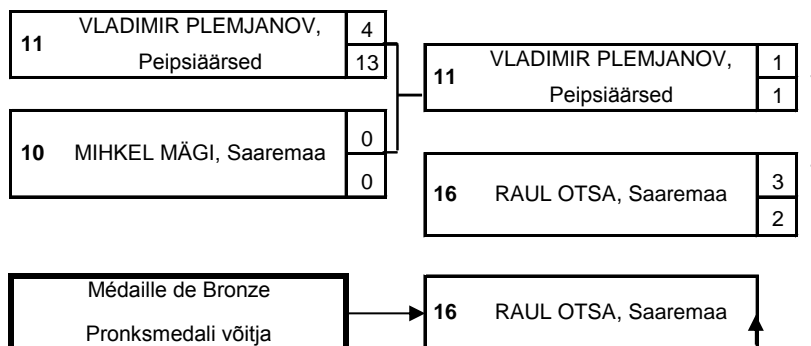 11 VLADIMIR PLEMJANOV, Peipsiäärsed 4 13
10 MIHKEL MÄGI, Saaremaa 0 0
11 VLADIMIR PLEMJANOV, Peipsiäärsed 1 1
16 RAUL OTSA, Saaremaa 3 2
Médaille de Bronze
Pronksmedali võitja
16 RAUL OTSA, Saaremaa